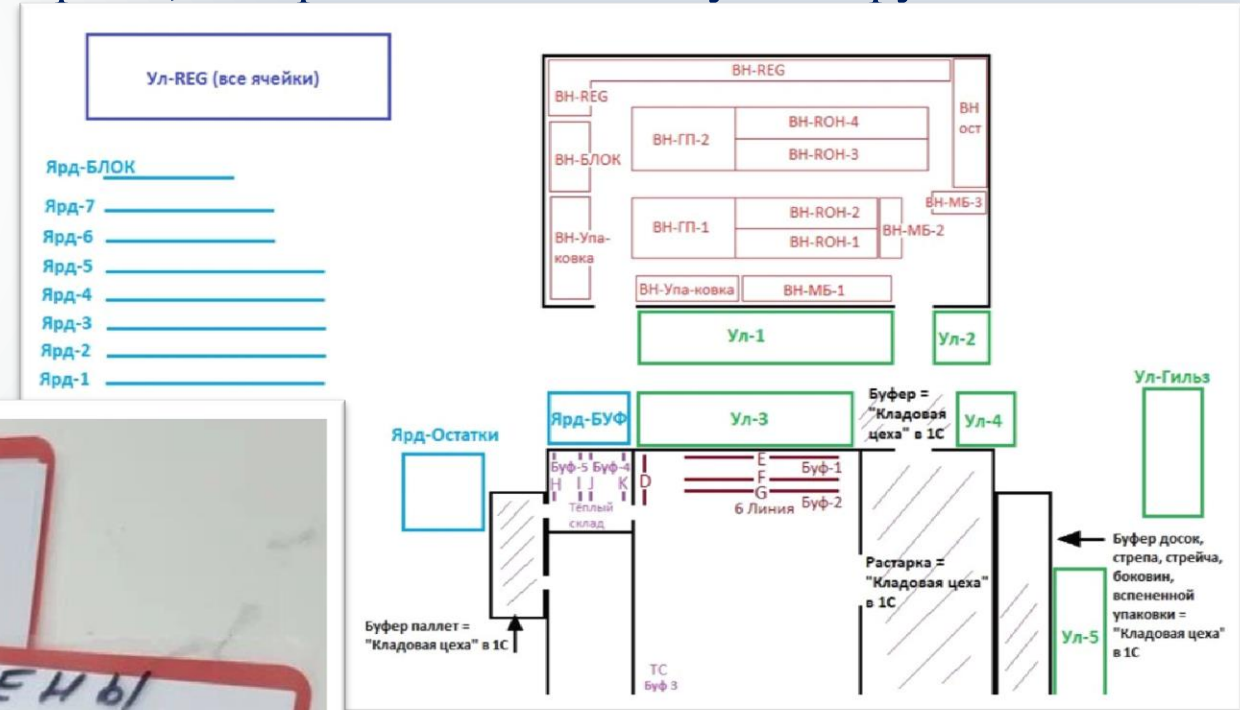 Ул-REG (все ячейки)
Ярд-БЛОК
Ярд-7
Ярд-6
Ярд-5
Ярд-4
Ярд-3
Ярд-2
Ярд-1
ВН-REG
ВН-REG
ВН
ост
ВН-БЛОК
ВН-ГП-2
ВН-ROH-4
ВН-ROH-3
ВН-МБ-3
ВН-Упа-
ковка
ВН-ГП-1
ВН-ROH-2
ВН-ROH-1
ВН-МБ-2
ВН-Упа-ковка
ВН-МБ-1
Ул-1
Ул-2
Ул-Гильз
Ярд-Остатки
Ярд-БУФ
Ул-3
Буфер =
"Кладовая
цеха" в 1С
Ул-4
Буф-5 Буф-4
H I J K
Тёплый
склад
D
E
F
G
Буф-1
Буф-2
6 Линия
Растарка =
"Кладовая цеха"
в 1С
Буфер досок,
стрепа, стрейча,
боковин,
вспененной
упаковки =
"Кладовая цеха"
в 1С
Ул-5
Буфер паллет =
"Кладовая цеха" в 1С
ТС
Буф 3
ЕНЫ